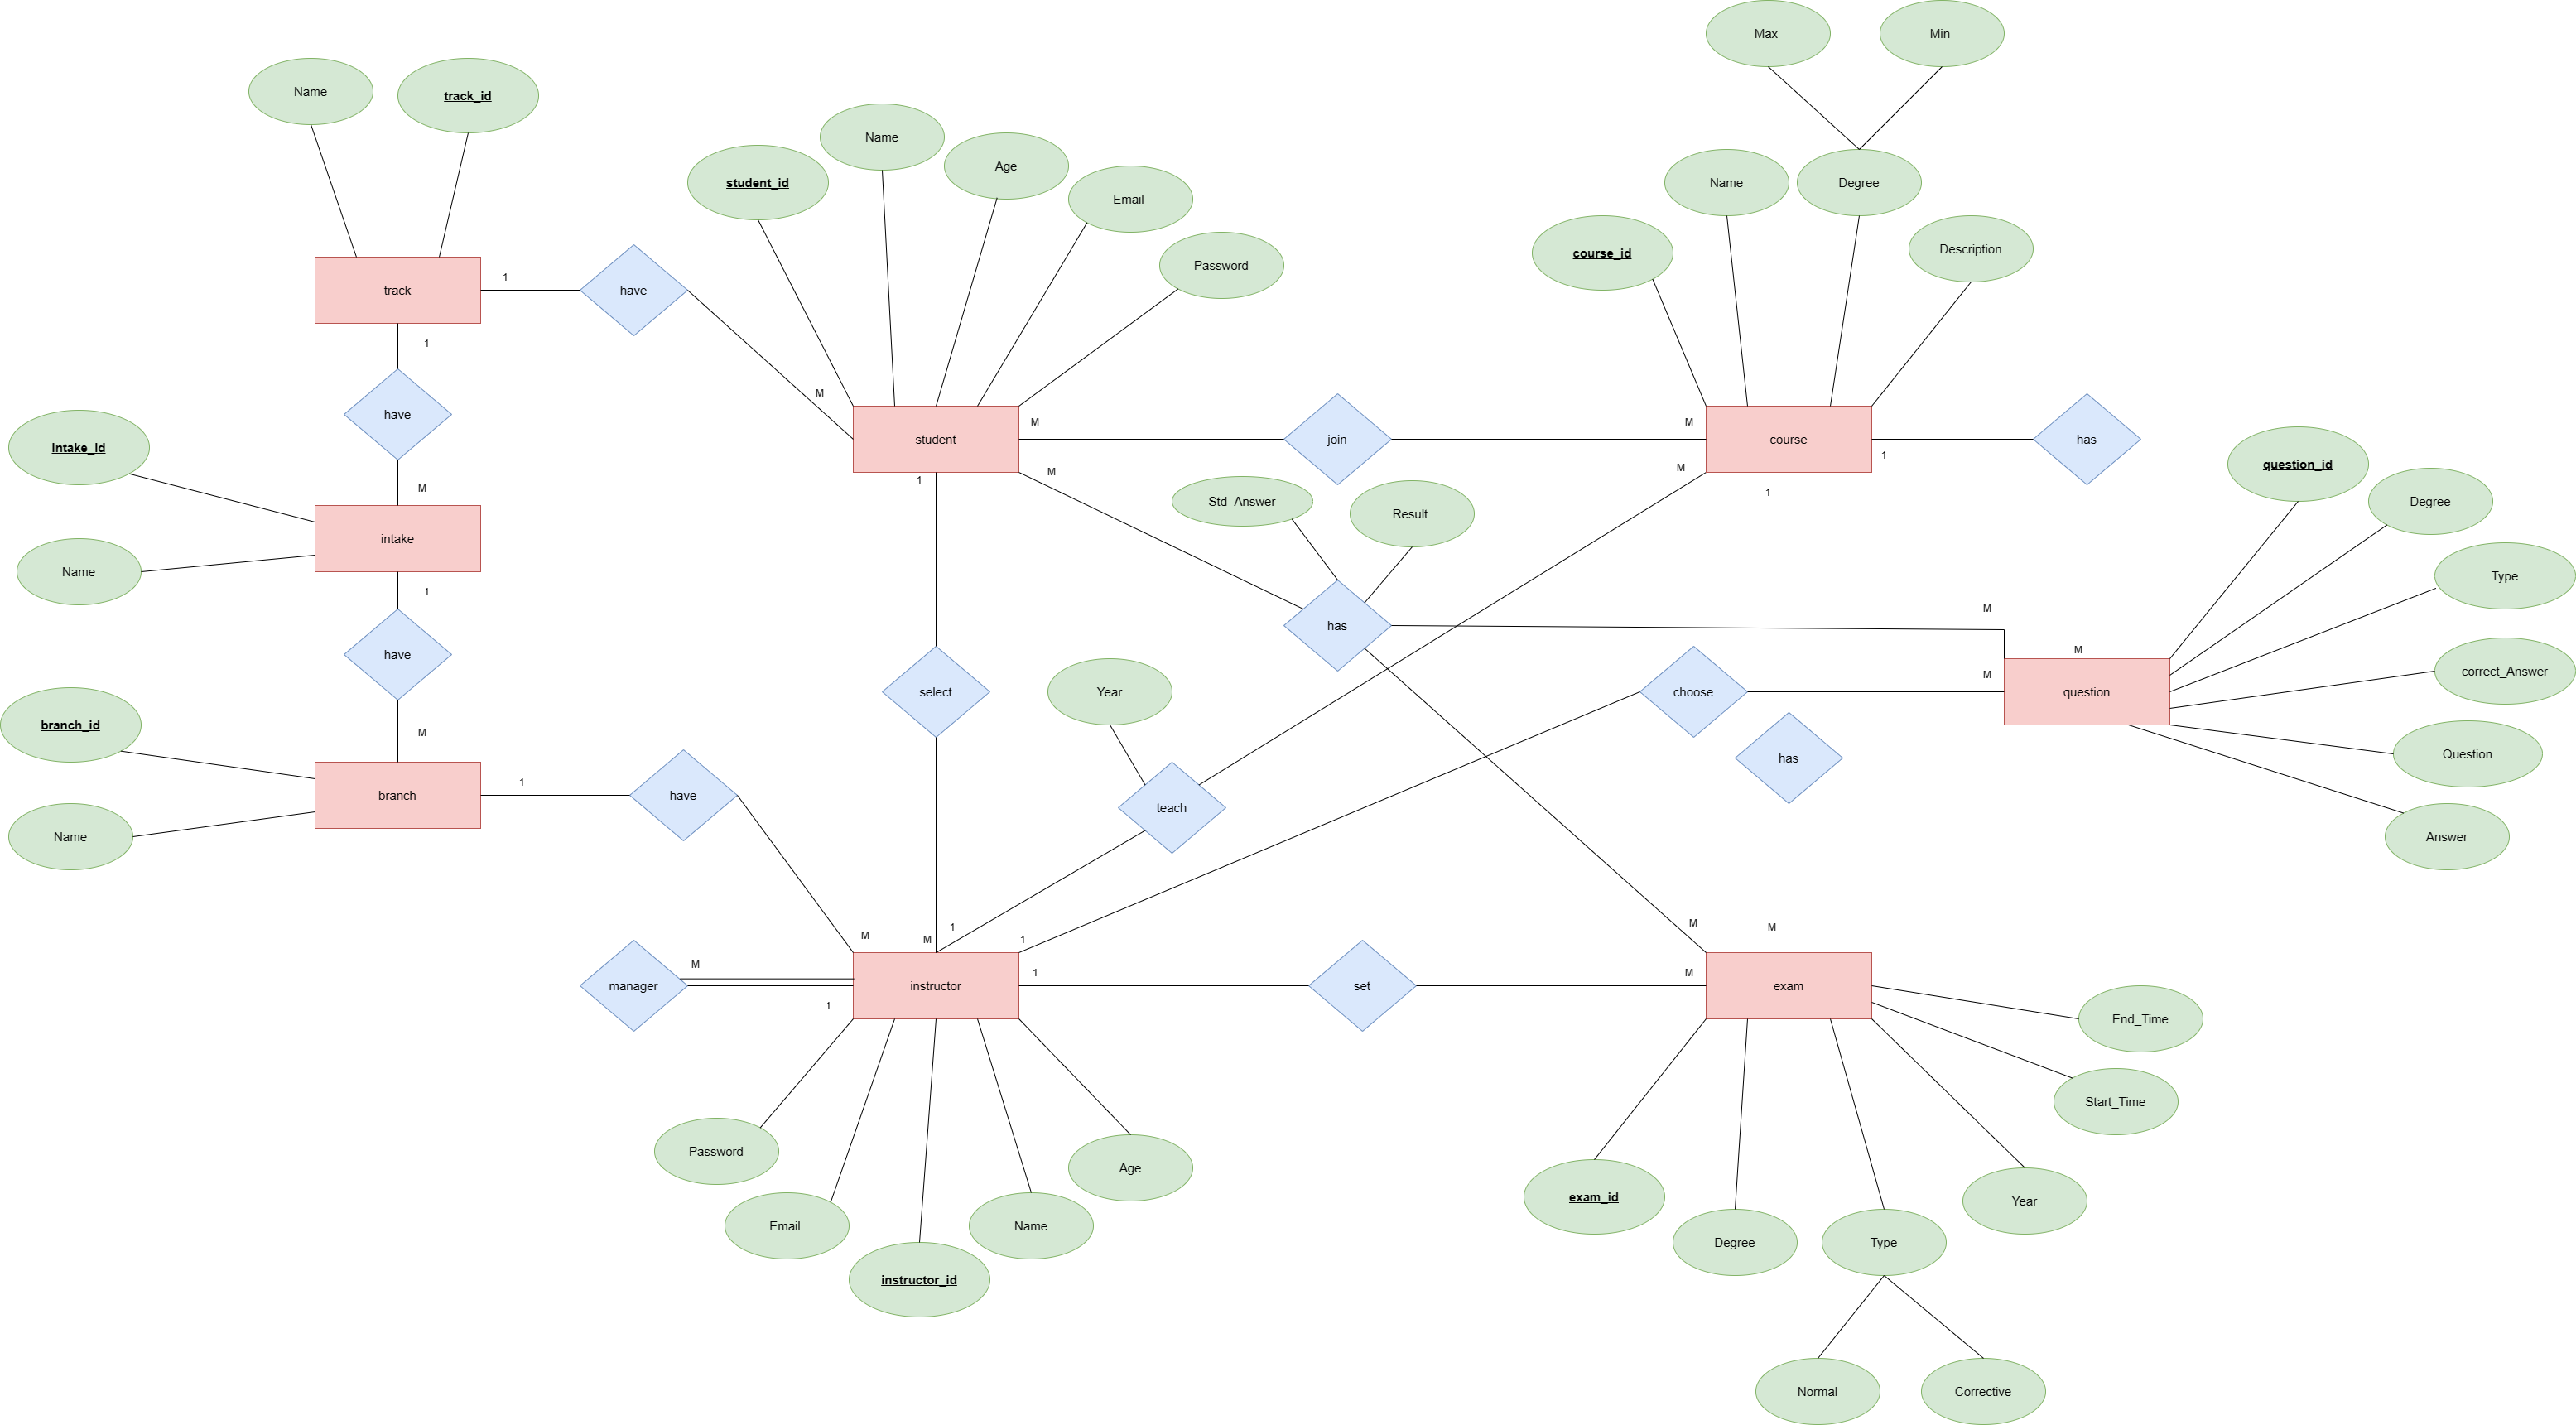 Max
Min
Name
track_id
student_id
Name
Age
Email
Password
course_id
Name
Degree
Description
track
1
have
M
1
have
M
student
M
join
M
course
1
has
M
intake_id
Name
intake
1
have
M
branch_id
Name
branch
1
have
M
1
select
M
M
Std_Answer
Result
has
M
M
M
Year
teach
1
1
choose
M
1
has
M
question_id
Degree
Type
correct_Answer
Question
Answer
question
manager
M
1
instructor
1
set
M
exam
Password
Email
instructor_id
Name
Age
End_Time
Start_Time
Year
exam_id
Degree
Type
Normal
Corrective